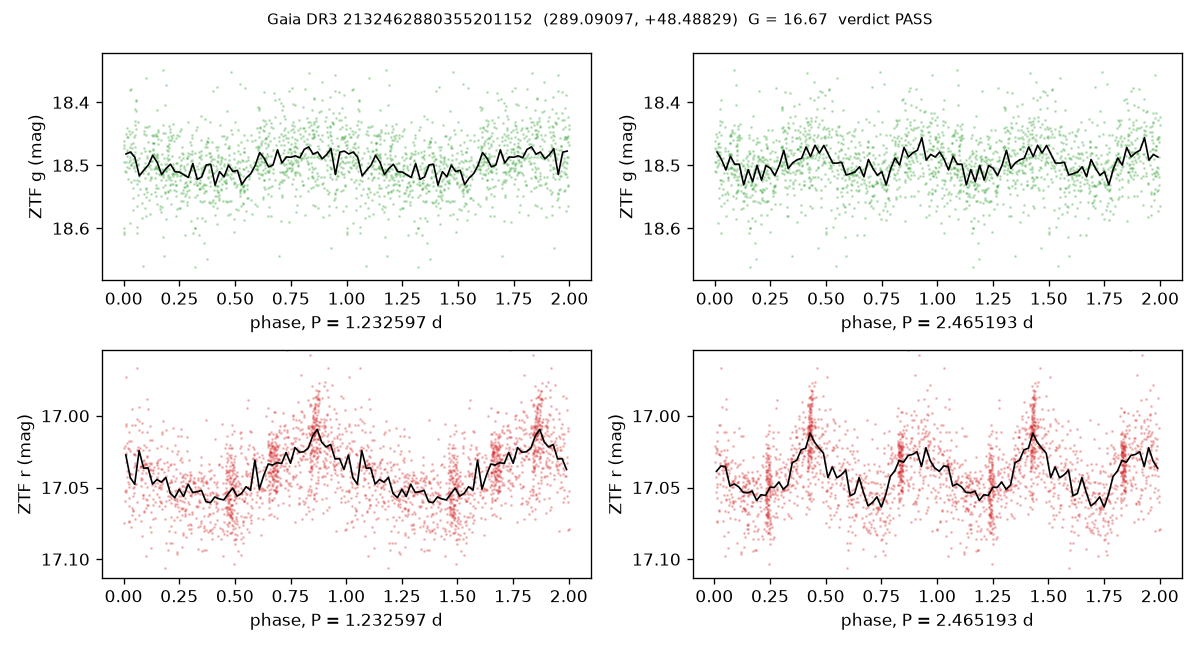 Gaia DR3 2132462880355201152 (289.09097, +48.48829) G = 16.67 verdict PASS
ZTF g (mag)
18.4
18.5
18.6
0.00 0.25 0.50 0.75 1.00 1.25 1.50 1.75 2.00
phase, P = 1.232597 d
ZTF g (mag)
18.4
18.5
18.6
0.00 0.25 0.50 0.75 1.00 1.25 1.50 1.75 2.00
phase, P = 2.465193 d
ZTF r (mag)
17.00
17.05
17.10
0.00 0.25 0.50 0.75 1.00 1.25 1.50 1.75 2.00
phase, P = 1.232597 d
ZTF r (mag)
17.00
17.05
17.10
0.00 0.25 0.50 0.75 1.00 1.25 1.50 1.75 2.00
phase, P = 2.465193 d